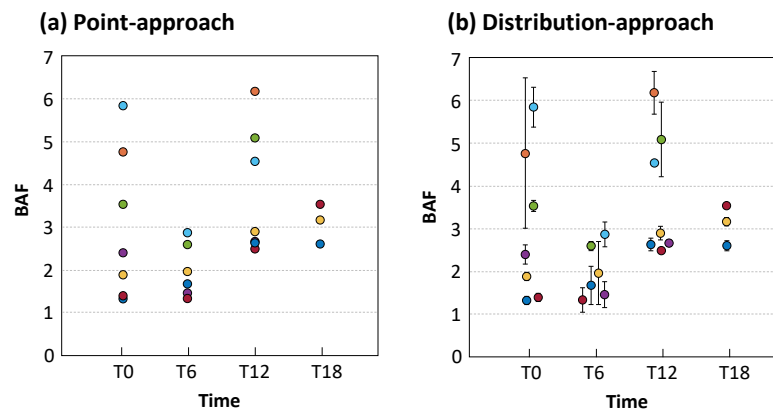 (a) Point-approach
7
6
5
4
3
2
1
0
BAF
T0 T6 T12 T18
Time
(b) Distribution-approach
7
6
5
4
3
2
1
0
BAF
T0 T6 T12 T18
Time